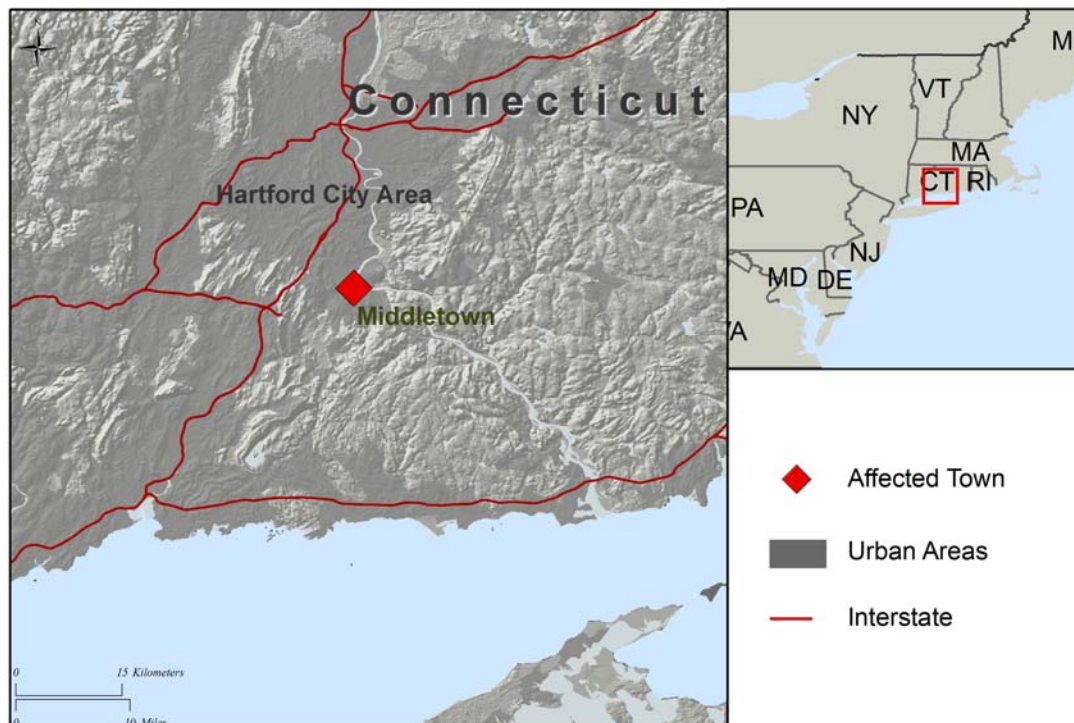 Connecticut
Hartford City Area
Middletown
0 15 Kilometers
0 10 Miles
VT
NY
MA
CT RI
PA
NJ
MD DE
Affected Town
Urban Areas
Interstate